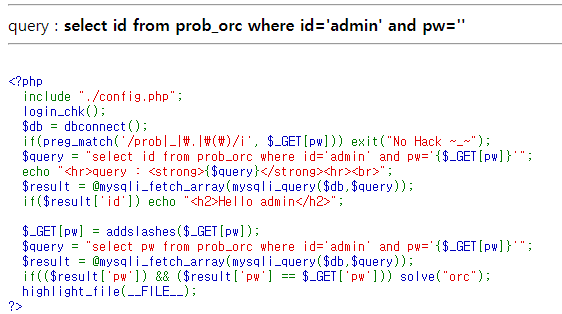 query : select id from prob_orc where id='admin' and pw=''
<?php
include "./config.php";
login_chk();
$db = dbconnect();
if(preg_match('/prob|_|₩.|₩(₩)/i', $_GET[pw])) exit("No Hack ~_~");
$query = "select id from prob_orc where id='admin' and pw='{$_GET[pw]}'";
echo "<hr>query : <strong>{$query}</strong><hr><br>";
$result = @mysqli_fetch_array(mysqli_query($db,$query));
if($result['id']) echo "<h2>Hello admin</h2>";
$_GET[pw] = addslashes($_GET[pw]);
$query = "select pw from prob_orc where id='admin' and pw='{$_GET[pw]}'";
$result = @mysqli_fetch_array(mysqli_query($db,$query));
if(($result['pw']) && ($result['pw'] == $_GET['pw'])) solve("orc");
highlight_file(__FILE__);
?>